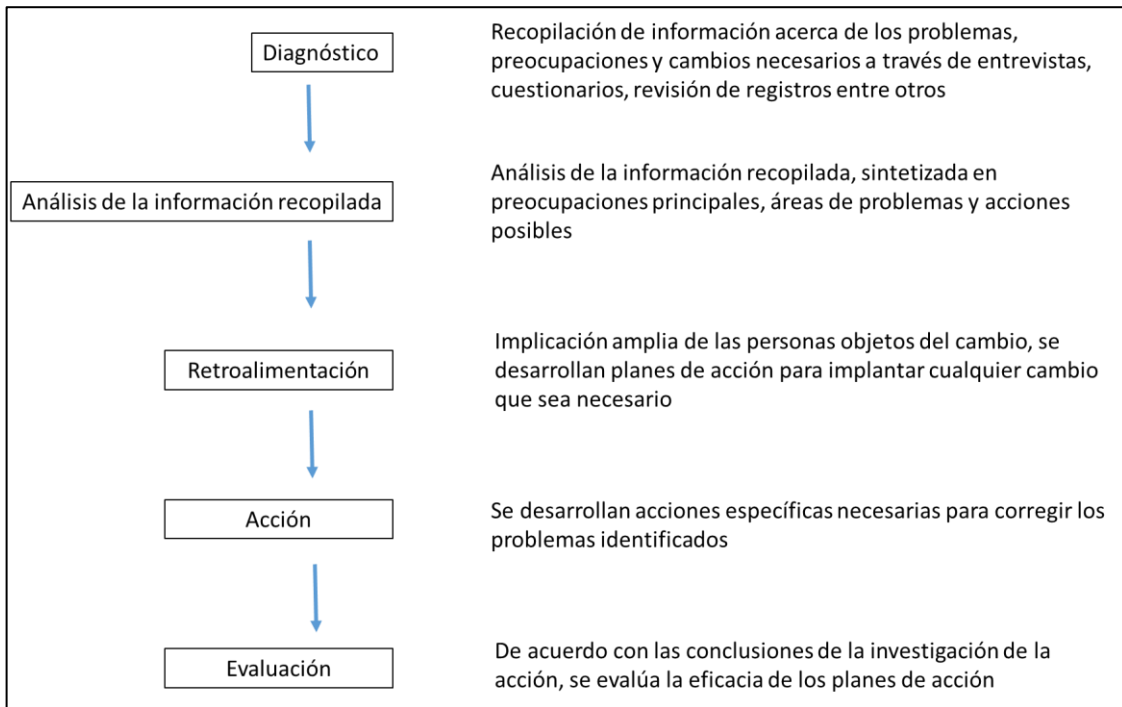 Diagnóstico
Recopilación de información acerca de los problemas,
preocupaciones y cambios necesarios a través de entrevistas,
cuestionarios, revisión de registros entre otros
Análisis de la información recopilada
Análisis de la información recopilada, sintetizada en
preocupaciones principales, áreas de problemas y acciones
posibles
Retroalimentación
Implicación amplia de las personas objetos del cambio, se
desarrollan planes de acción para implantar cualquier cambio
que sea necesario
Acción
Se desarrollan acciones específicas necesarias para corregir los
problemas identificados
Evaluación
De acuerdo con las conclusiones de la investigación de la
acción, se evalúa la eficacia de los planes de acción